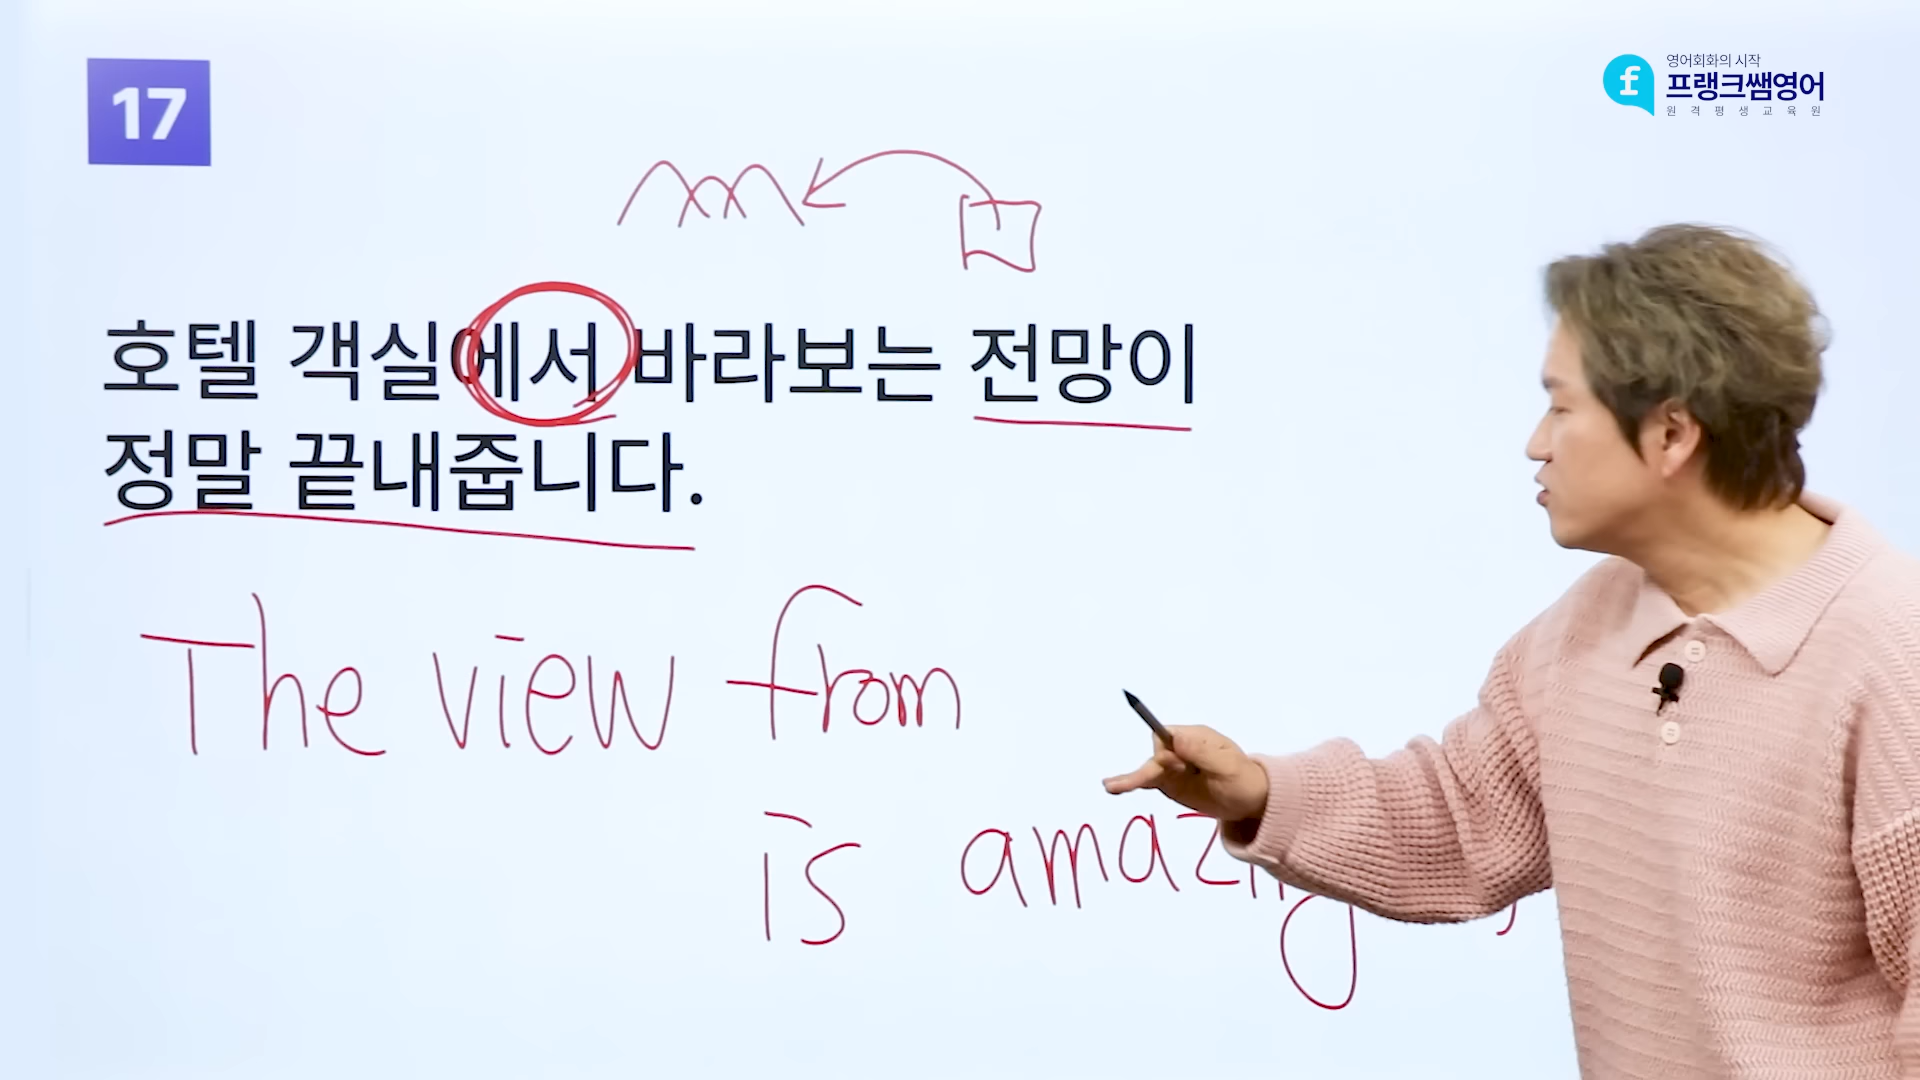 17
영어회화의 시작
프랭크쌤영어
원격평생교육원
호텔 객실에서 바라보는 전망이
정말 끝내줍니다.
The view from
is amazing